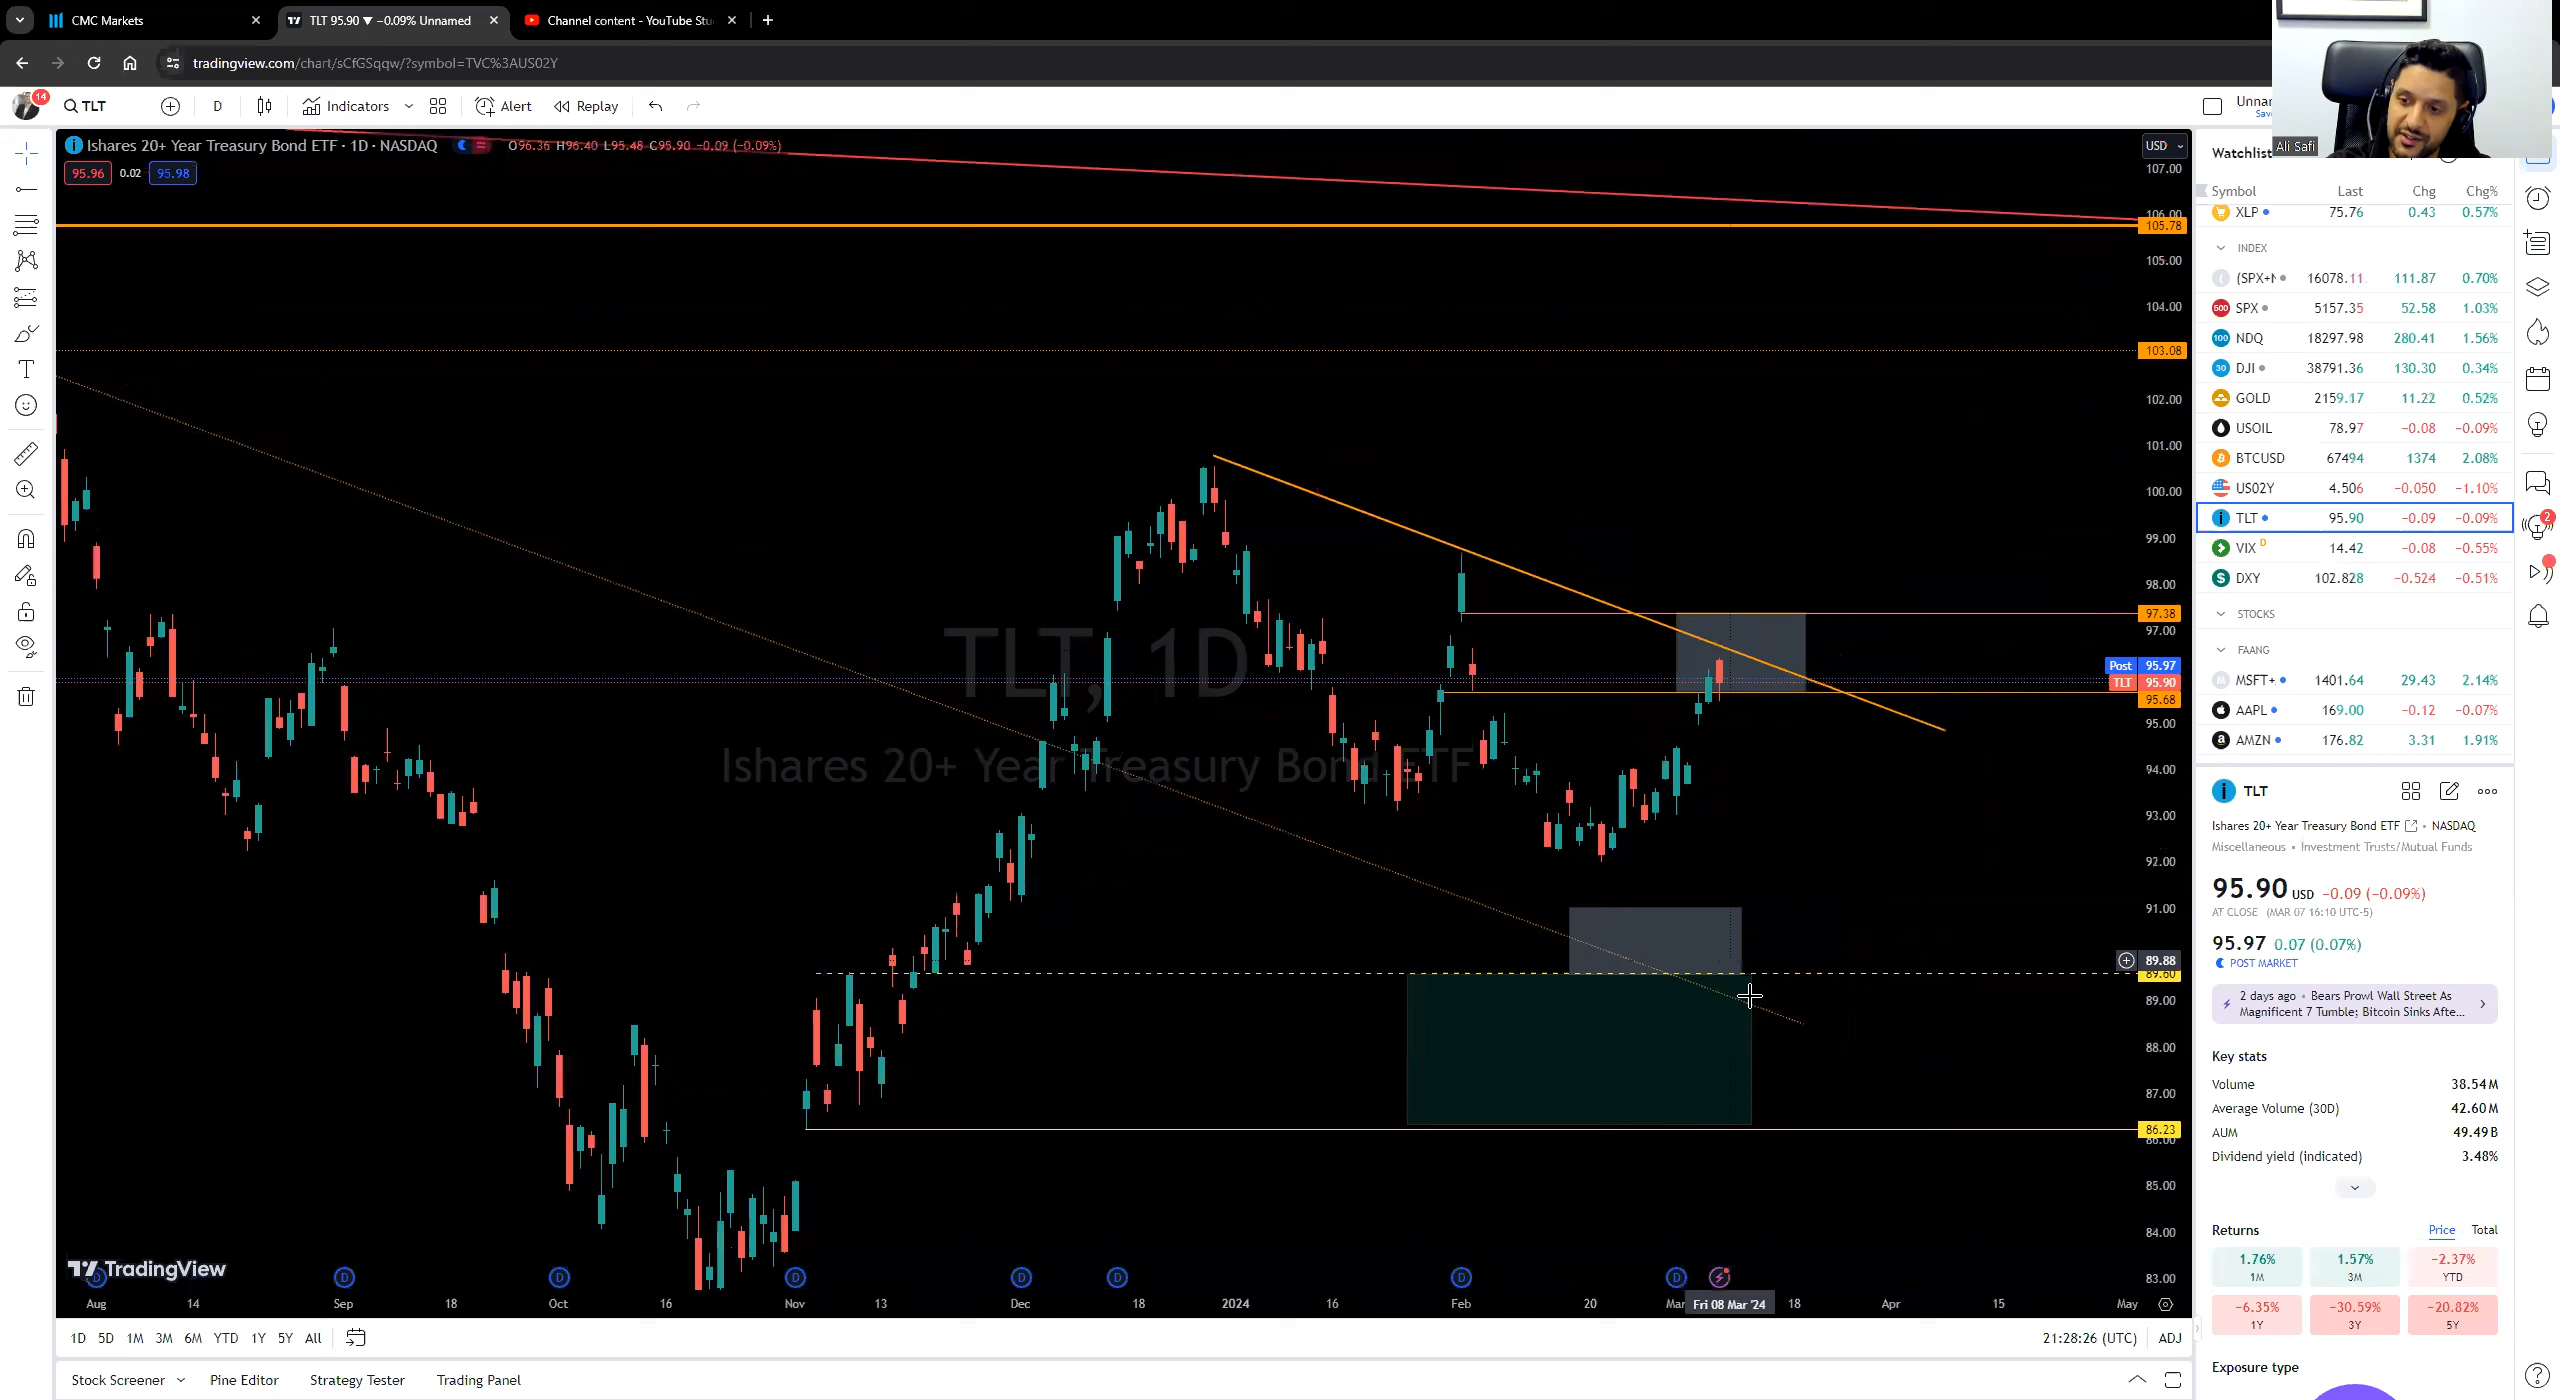 CMC Markets
TLT 95.90 ▼ −0.09% Unnamed
Channel content - YouTube Stu
tradingview.com/chart/sCfGSqqw/?symbol=TVC%3AUS02Y
14
TLT
D
Indicators
Alert
Replay
Unnar
Save
Ali Safi
Ishares 20+ Year Treasury Bond ETF · 1D · NASDAQ
O96.36 H96.40 L95.48 C95.90 −0.09 (−0.09%)
95.96 0.02 95.98
USD
107.00
106.00
105.78
105.00
104.00
103.08
102.00
101.00
100.00
99.00
98.00
97.38
97.00
Post 95.97
TLT 95.90
95.68
95.00
94.00
93.00
92.00
91.00
89.88
89.60
89.00
88.00
87.00
86.23
86.00
85.00
84.00
83.00
TLT, 1D
Ishares 20+ Year Treasury Bond ETF
TradingView
D D D D D D D D
Aug 14 Sep 18 Oct 16 Nov 13 Dec 18 2024 16 Feb 20 Mar Fri 08 Mar '24 18 Apr 15 May
1D 5D 1M 3M 6M YTD 1Y 5Y All
21:28:26 (UTC) ADJ
Stock Screener Pine Editor Strategy Tester Trading Panel
Watchlist
Symbol Last Chg Chg%
XLP 75.76 0.43 0.57%
INDEX
(SPX+N 16078.11 111.87 0.70%
500 SPX 5157.35 52.58 1.03%
100 NDQ 18297.98 280.41 1.56%
30 DJI 38791.36 130.30 0.34%
GOLD 2159.17 11.22 0.52%
USOIL 78.97 −0.08 −0.09%
BTCUSD 67494 1374 2.08%
US02Y 4.506 −0.050 −1.10%
TLT 95.90 −0.09 −0.09%
VIX D 14.42 −0.08 −0.55%
DXY 102.828 −0.524 −0.51%
STOCKS
FAANG
M MSFT+. 1401.64 29.43 2.14%
AAPL 169.00 −0.12 −0.07%
AMZN 176.82 3.31 1.91%
TLT
Ishares 20+ Year Treasury Bond ETF • NASDAQ
Miscellaneous • Investment Trusts/Mutual Funds
95.90 USD −0.09 (−0.09%)
AT CLOSE (MAR 07 16:10 UTC-5)
95.97 0.07 (0.07%)
POST MARKET
2 days ago • Bears Prowl Wall Street As
Magnificent 7 Tumble; Bitcoin Sinks Afte...
Key stats
Volume 38.54M
Average Volume (30D) 42.60M
AUM 49.49B
Dividend yield (indicated) 3.48%
Returns Price Total
1.76% 1.57% −2.37%
1M 3M YTD
−6.35% −30.59% −20.82%
1Y 3Y 5Y
Exposure type
2